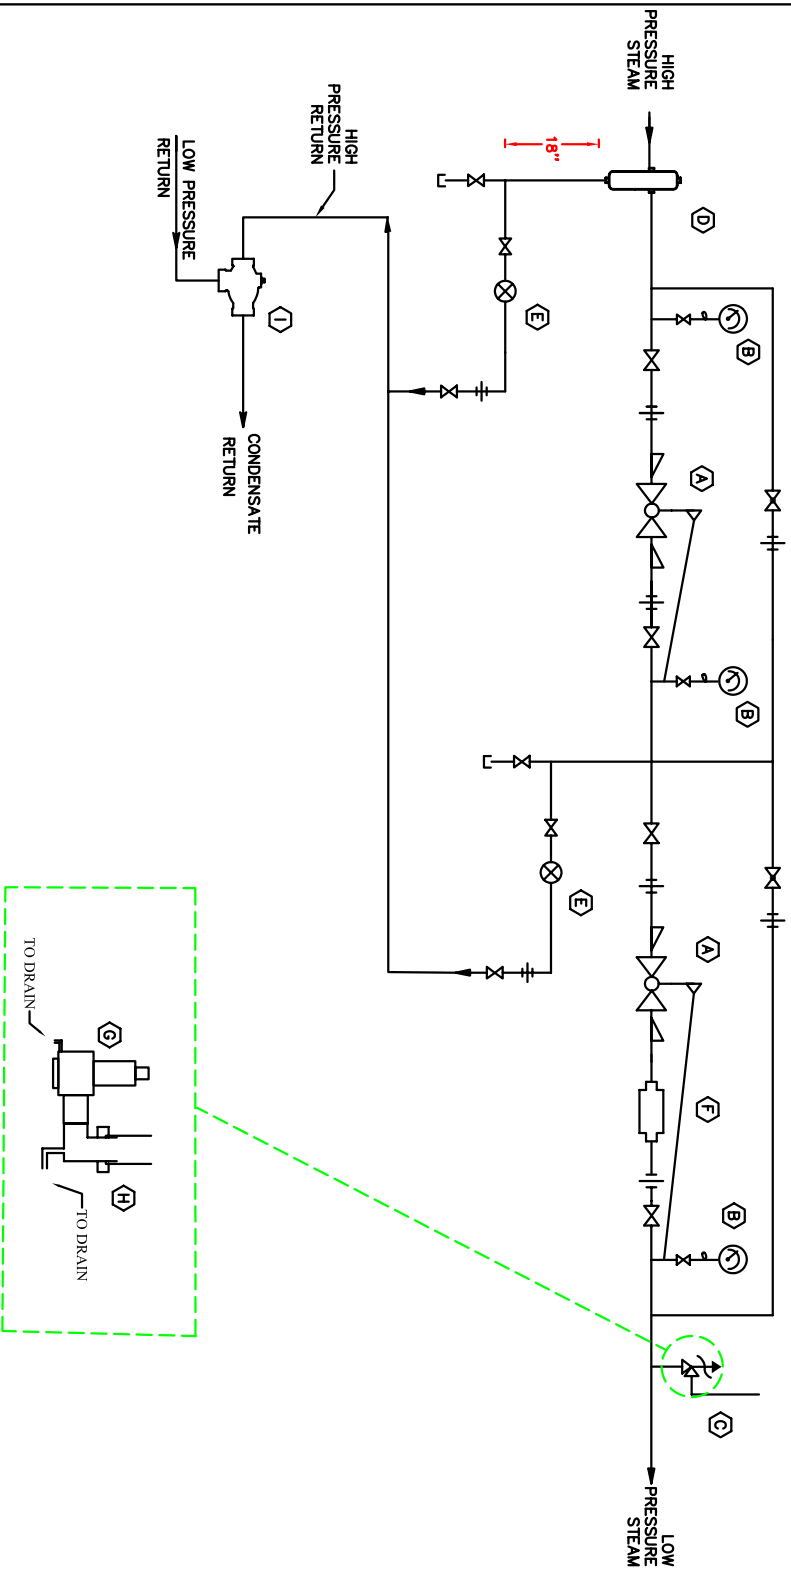 HIGH
PRESSURE
STEAM
D
B
A
B
A
F
B
C
LOW
PRESSURE
STEAM
18"
E
E
HIGH
PRESSURE
RETURN
LOW PRESSURE
RETURN
I
CONDENSATE
RETURN
TO DRAIN
G
H
TO DRAIN